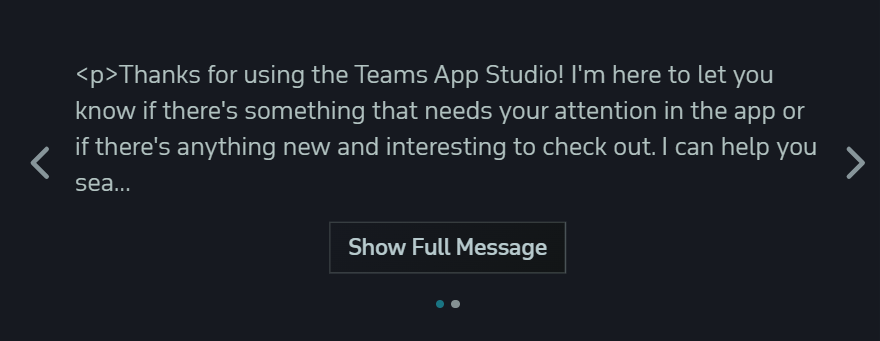 <p>Thanks for using the Teams App Studio! I'm here to let you
know if there's something that needs your attention in the app or
if there's anything new and interesting to check out. I can help you
sea...
Show Full Message